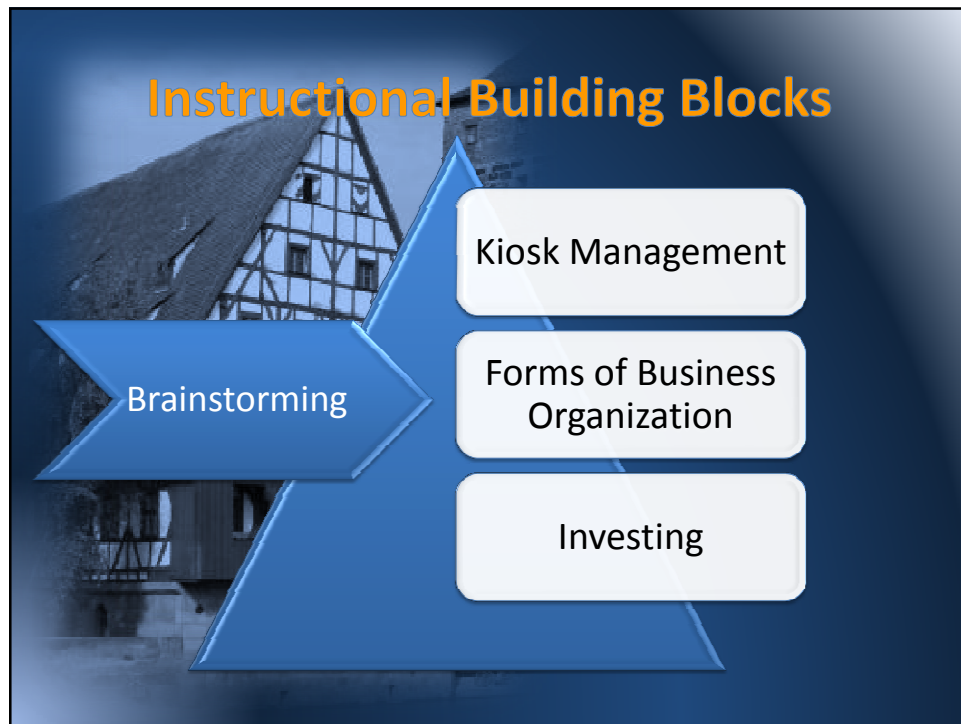 Instructional Building Blocks
Kiosk Management
Brainstorming
Forms of Business
Organization
Investing